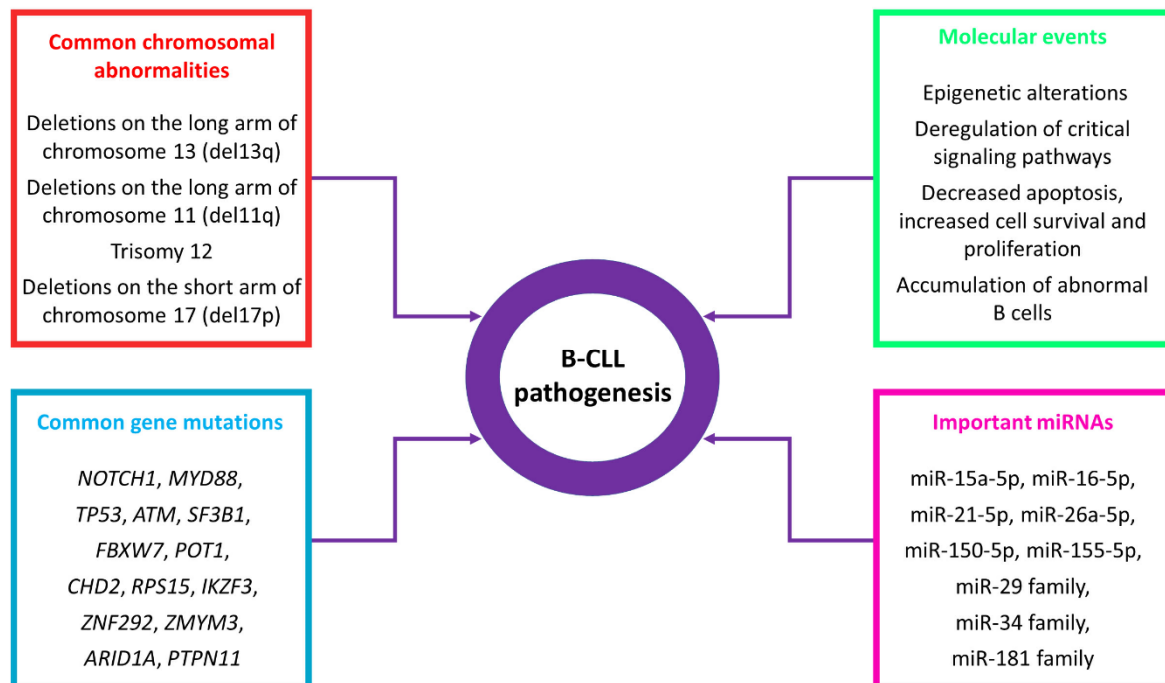 Common chromosomal
abnormalities
Deletions on the long arm of
chromosome 13 (del13q)
Deletions on the long arm of
chromosome 11 (del11q)
Trisomy 12
Deletions on the short arm of
chromosome 17 (del17p)
Molecular events
Epigenetic alterations
Deregulation of critical
signaling pathways
Decreased apoptosis,
increased cell survival and
proliferation
Accumulation of abnormal
B cells
B-CLL
pathogenesis
Common gene mutations
NOTCH1, MYD88,
TP53, ATM, SF3B1,
FBXW7, POT1,
CHD2, RPS15, IKZF3,
ZNF292, ZMYM3,
ARID1A, PTPN11
Important miRNAs
miR-15a-5p, miR-16-5p,
miR-21-5p, miR-26a-5p,
miR-150-5p, miR-155-5p,
miR-29 family,
miR-34 family,
miR-181 family